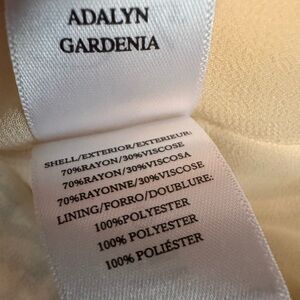 ADALYN
GARDENIA
SHELL/EXTERIOR/EXTERIEUR:
70%RAYON/30%VISCOSE
70%RAYON/30%VISCOSA
70%RAYONNE/30%VISCOSE
LINING/FORRO/DOUBLURE:
100%POLYESTER
100% POLYESTER
100% POLIÉSTER